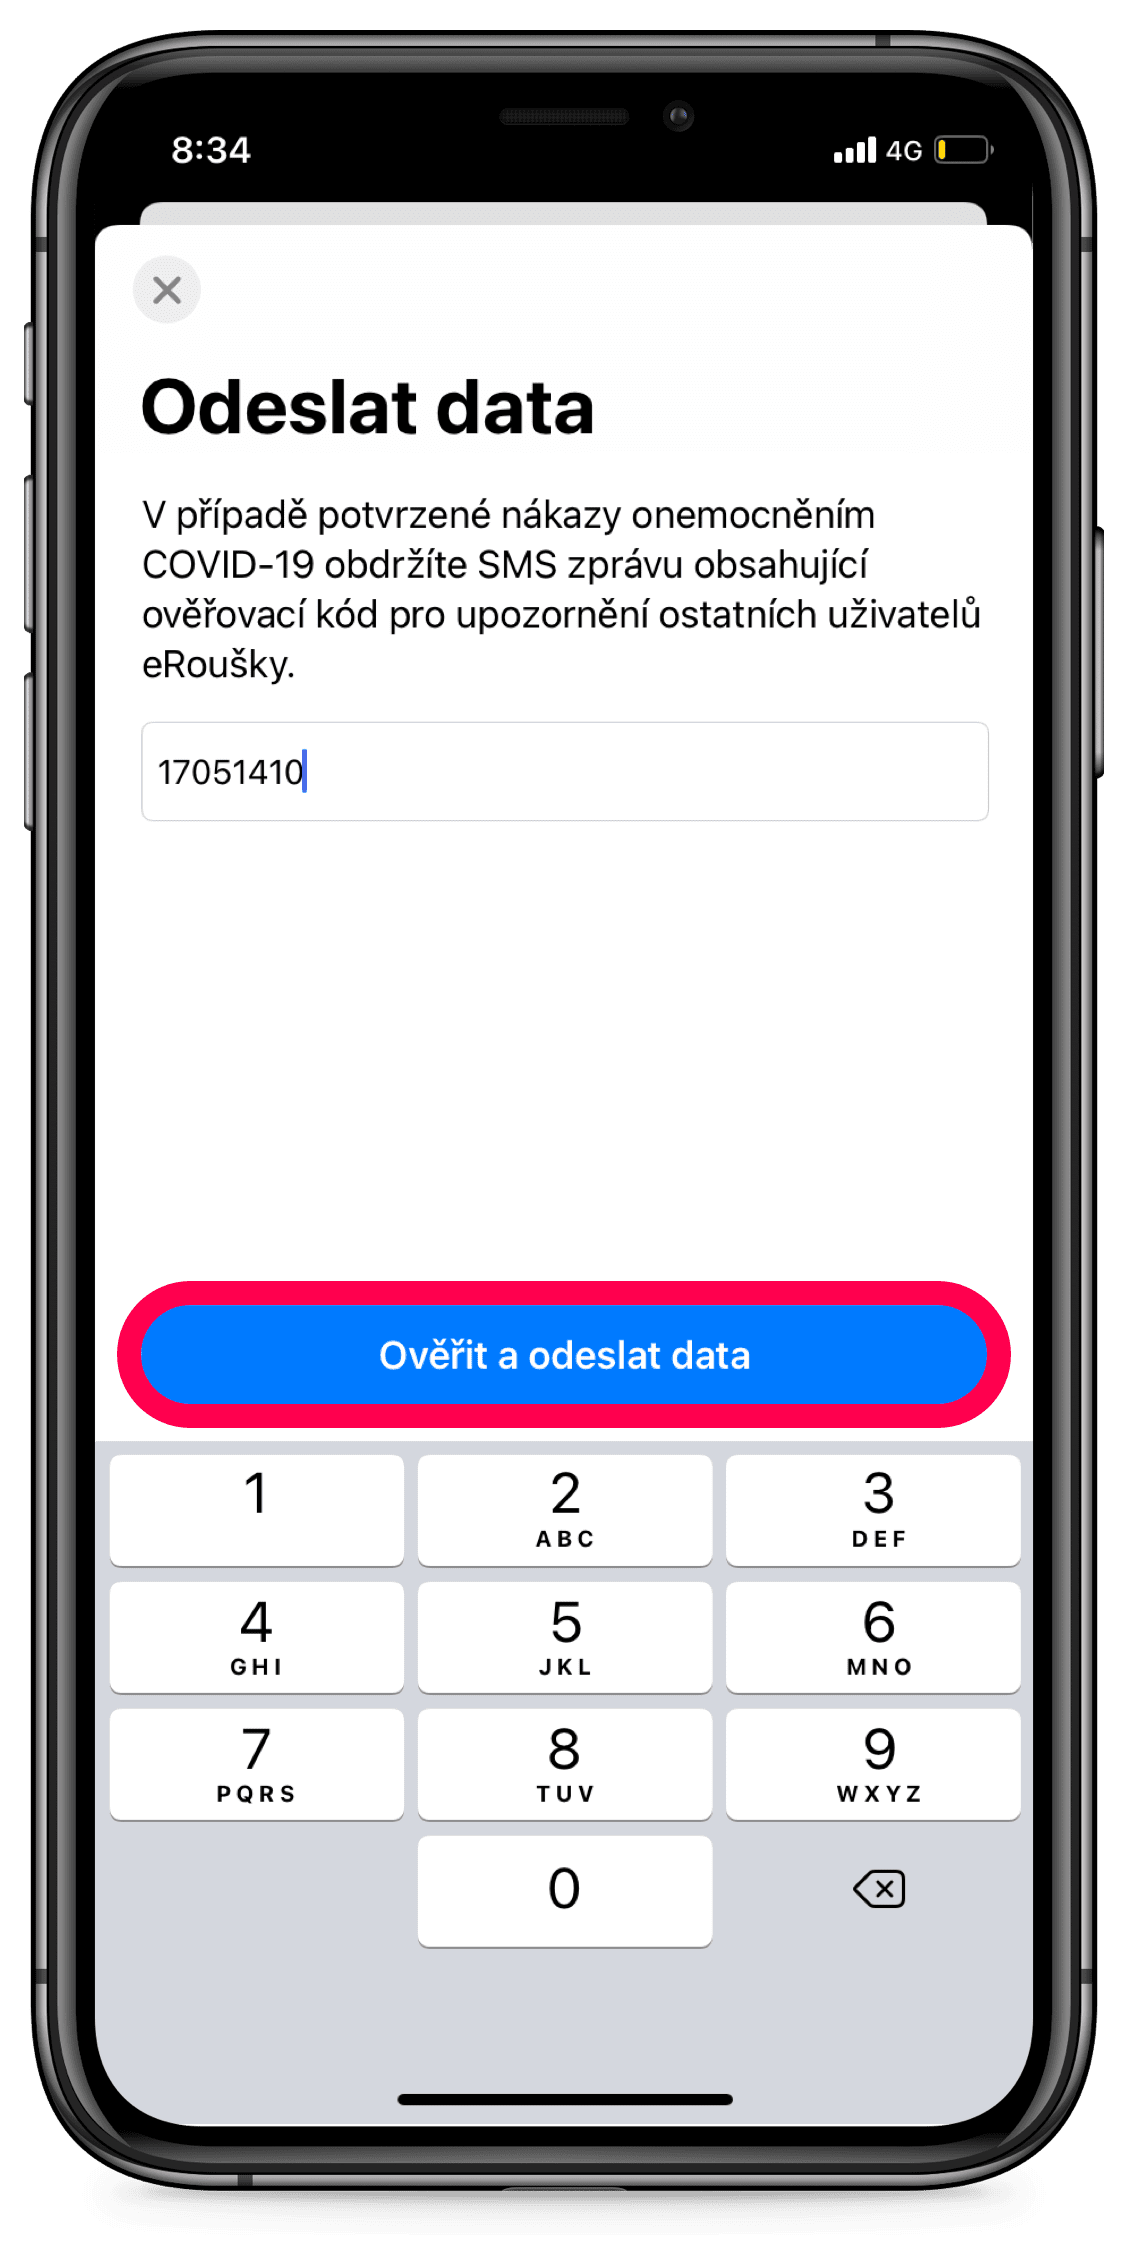 8:34
4G
Odeslat data
V případě potvrzené nákazy onemocněním
COVID-19 obdržíte SMS zprávu obsahující
ověřovací kód pro upozornění ostatních uživatelů
eRoušky.
17051410
Ověřit a odeslat data
1 2 3
ABC DEF
4 5 6
GHI JKL MNO
7 8 9
PQRS TUV WXYZ
0